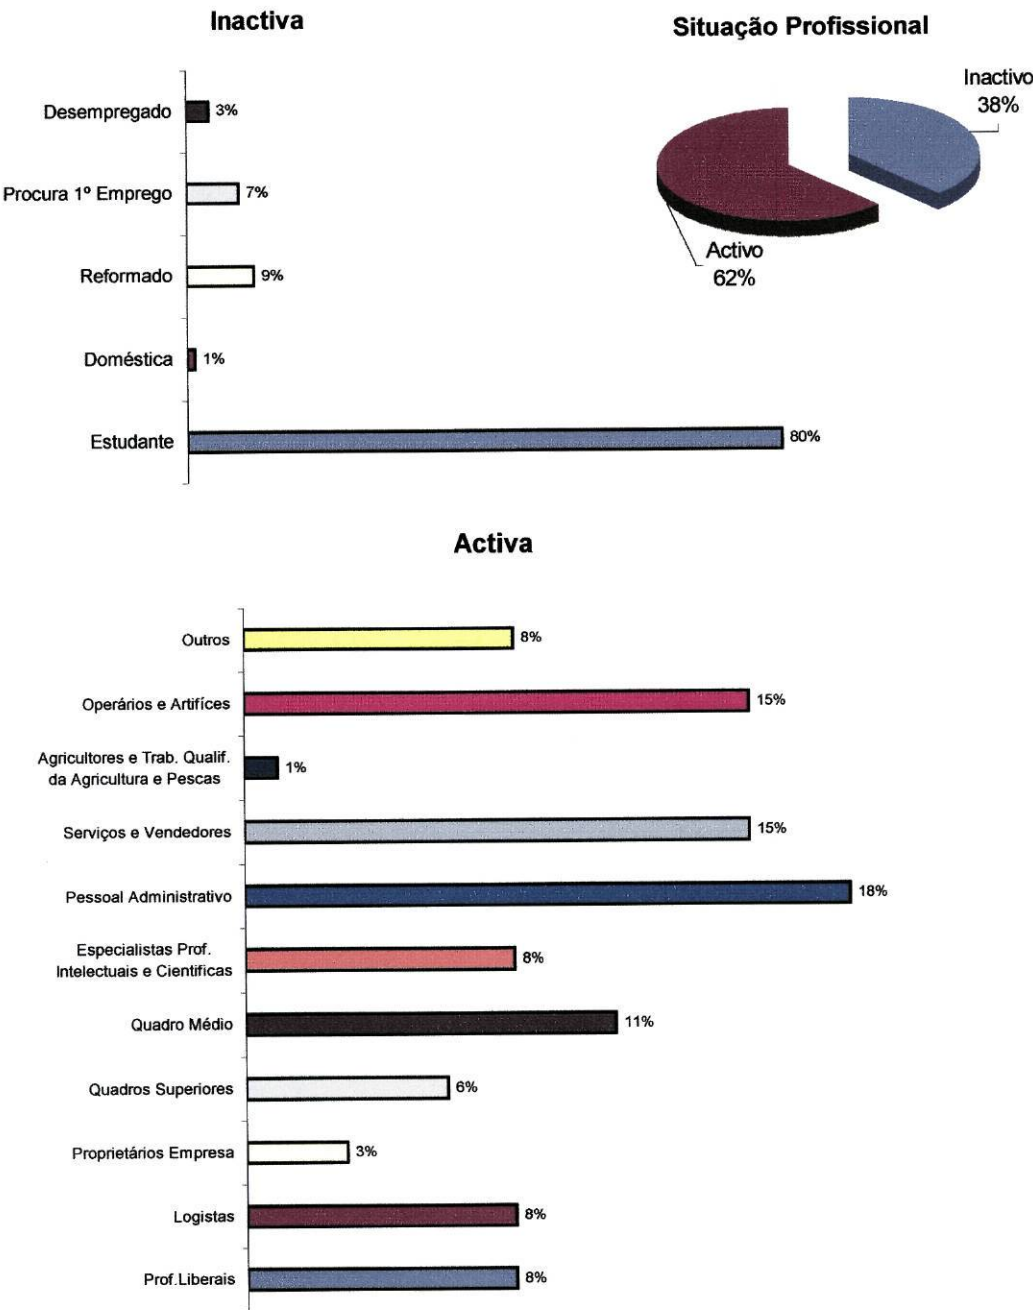 Inactiva
Desempregado
3%
Procura 1º Emprego
7%
Reformado
9%
Doméstica
1%
Estudante
80%
Situação Profissional
Inactivo
38%
Activo
62%
Activa
Outros
8%
Operários e Artifíces
15%
Agricultores e Trab. Qualif.
da Agricultura e Pescas
1%
Serviços e Vendedores
15%
Pessoal Administrativo
18%
Especialistas Prof.
Intelectuais e Cientificas
8%
Quadro Médio
11%
Quadros Superiores
6%
Proprietários Empresa
3%
Logistas
8%
Prof.Liberais
8%